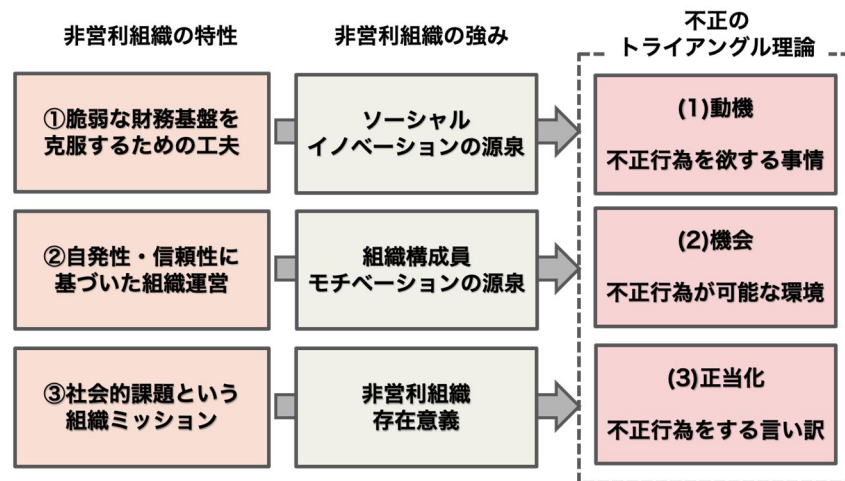 非営利組織の特性
非営利組織の強み
不正の
トライアングル理論
①脆弱な財務基盤を
克服するための工夫
ソーシャル
イノベーションの源泉
(1)動機
不正行為を欲する事情
②自発性・信頼性に
基づいた組織運営
組織構成員
モチベーションの源泉
(2)機会
不正行為が可能な環境
③社会的課題という
組織ミッション
非営利組織
存在意義
(3)正当化
不正行為をする言い訳